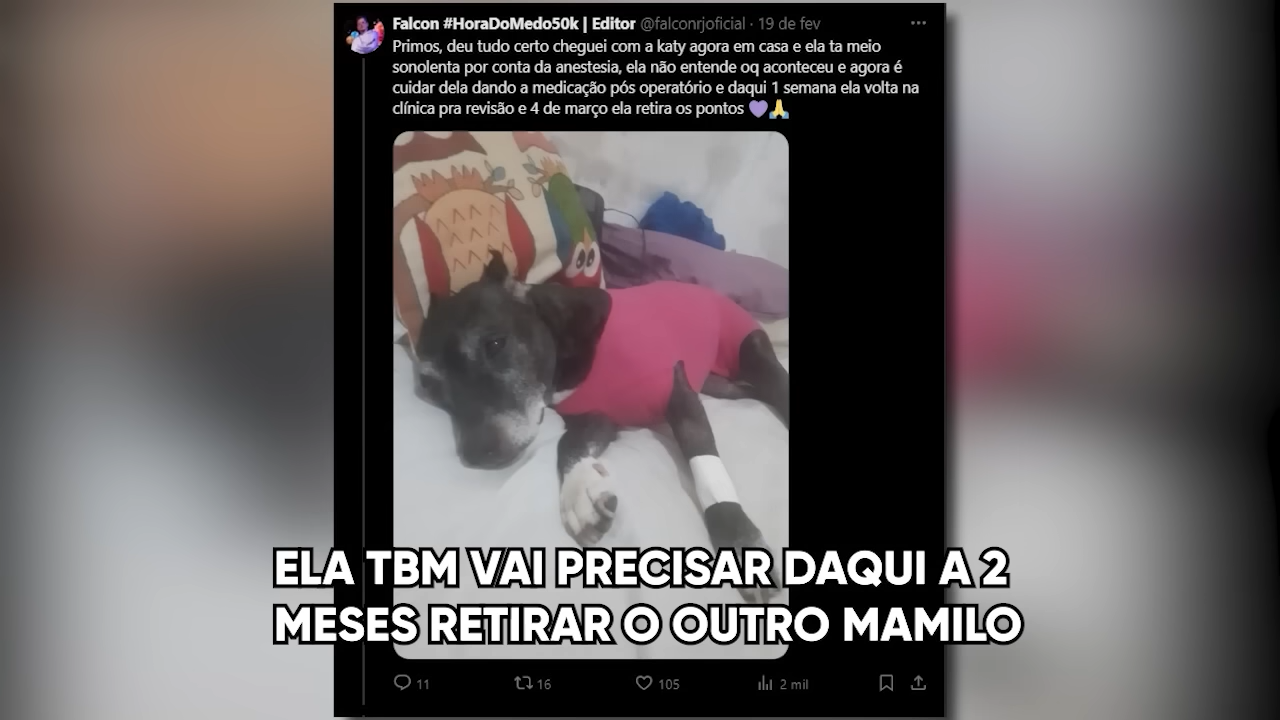 Falcon #HoraDoMedo50k | Editor @falconrjoficial · 19 de fev
Primos, deu tudo certo cheguei com a katy agora em casa e ela ta meio
sonolenta por conta da anestesia, ela não entende oq aconteceu e agora é
cuidar dela dando a medicação pós operatório e daqui 1 semana ela volta na
clínica pra revisão e 4 de março ela retira os pontos 💜🙏
ELA TBM VAI PRECISAR DAQUI A 2
MESES RETIRAR O OUTRO MAMILO
11 16 105 2 mil